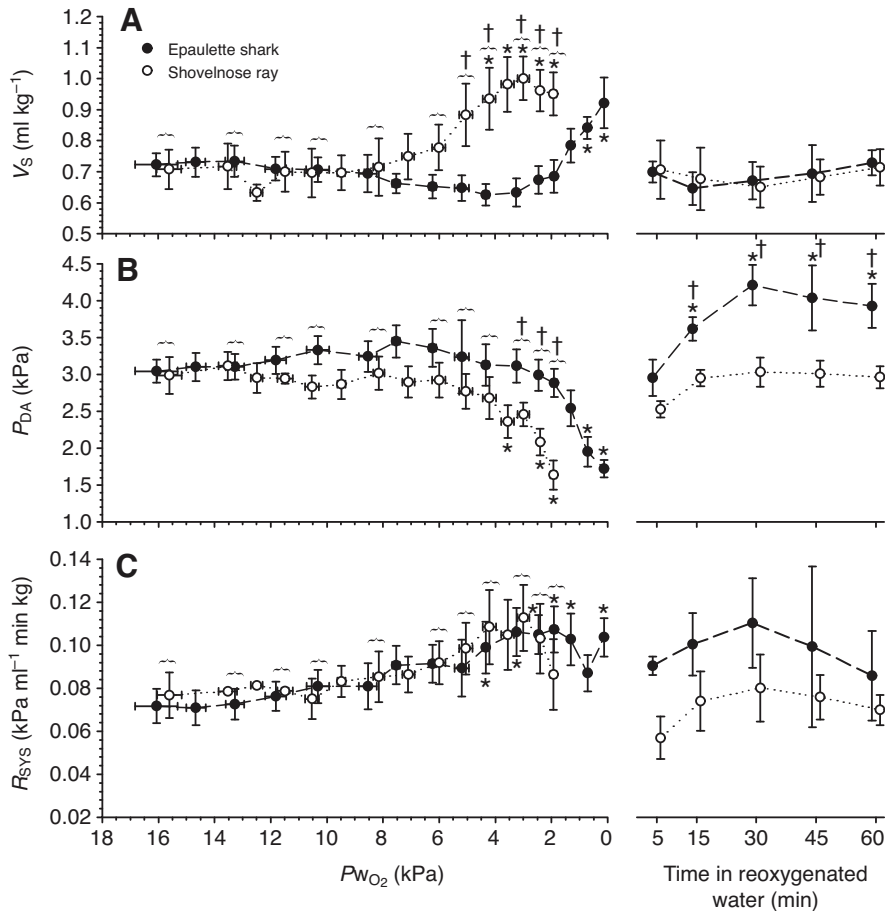 A
Epaulette shark
Shovelnose ray
V_S (ml kg⁻¹)
1.2
1.1
1.0
0.9
0.8
0.7
0.6
0.5
† † * † † †
* * * *
* *
B
P_DA (kPa)
4.5
4.0
3.5
3.0
2.5
2.0
1.5
1.0
† † †
* * * * *
† * *† *† † *
C
R_SYS (kPa ml⁻¹ min kg)
0.14
0.12
0.10
0.08
0.06
0.04
0.02
* * * * * *
18 16 14 12 10 8 6 4 2 0
5 15 30 45 60
Pw_O₂ (kPa)
Time in reoxygenated
water (min)